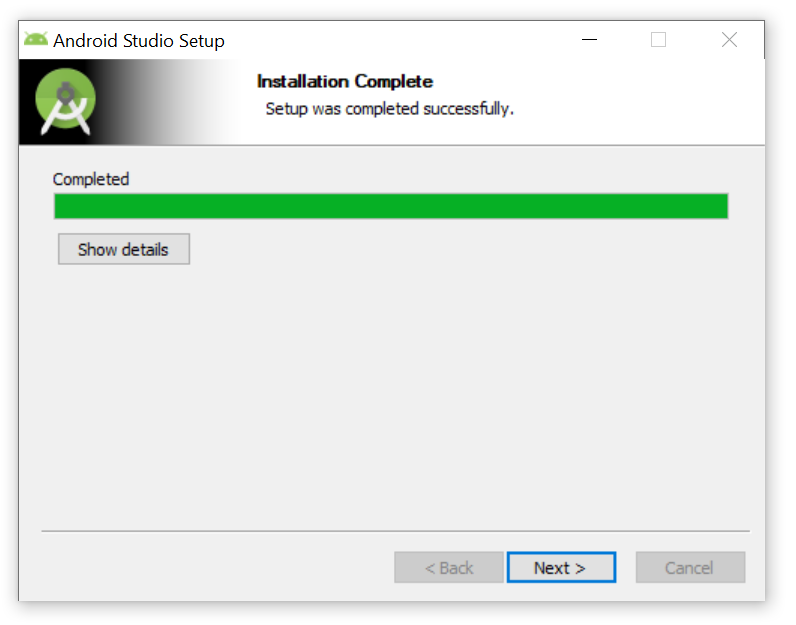 Android Studio Setup
Installation Complete
Setup was completed successfully.
Completed
Show details
< Back
Next >
Cancel